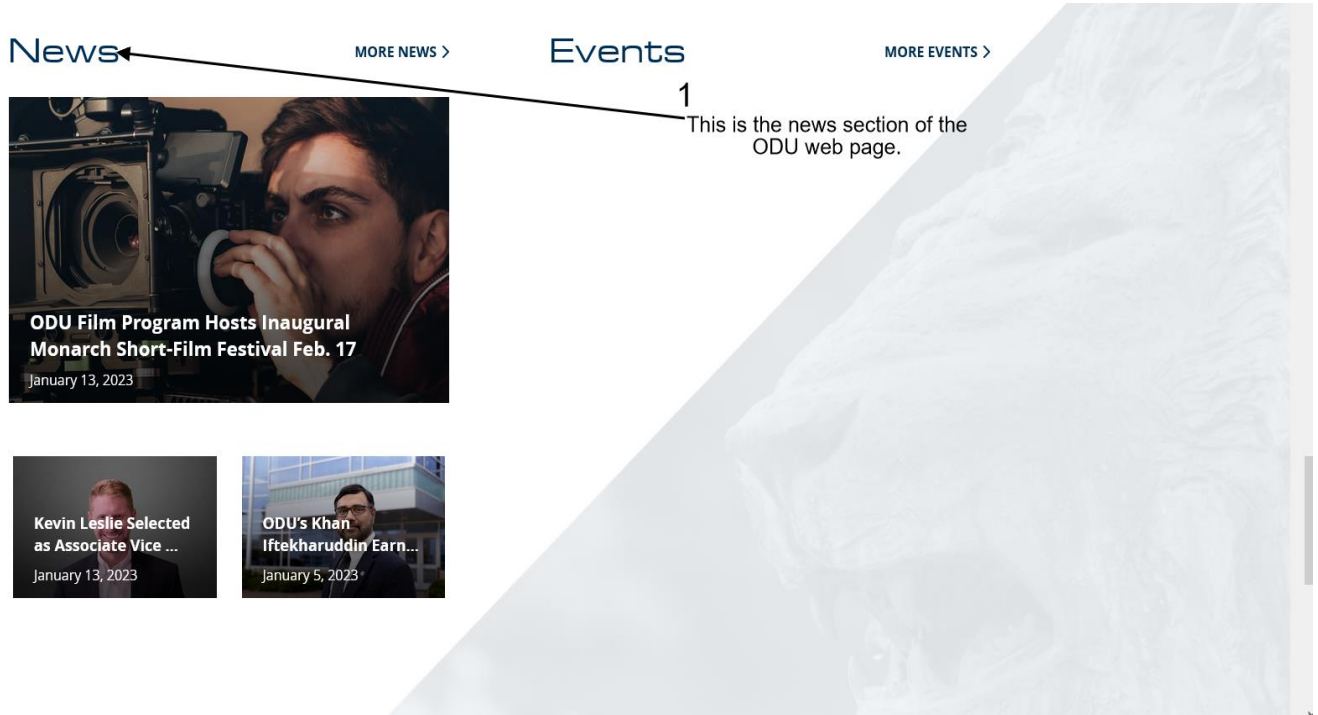 News
MORE NEWS >
Events
MORE EVENTS >
1
This is the news section of the
ODU web page.
ODU Film Program Hosts Inaugural
Monarch Short-Film Festival Feb. 17
January 13, 2023
Kevin Leslie Selected
as Associate Vice ...
January 13, 2023
ODU's Khan
Iftekharuddin Earn...
January 5, 2023